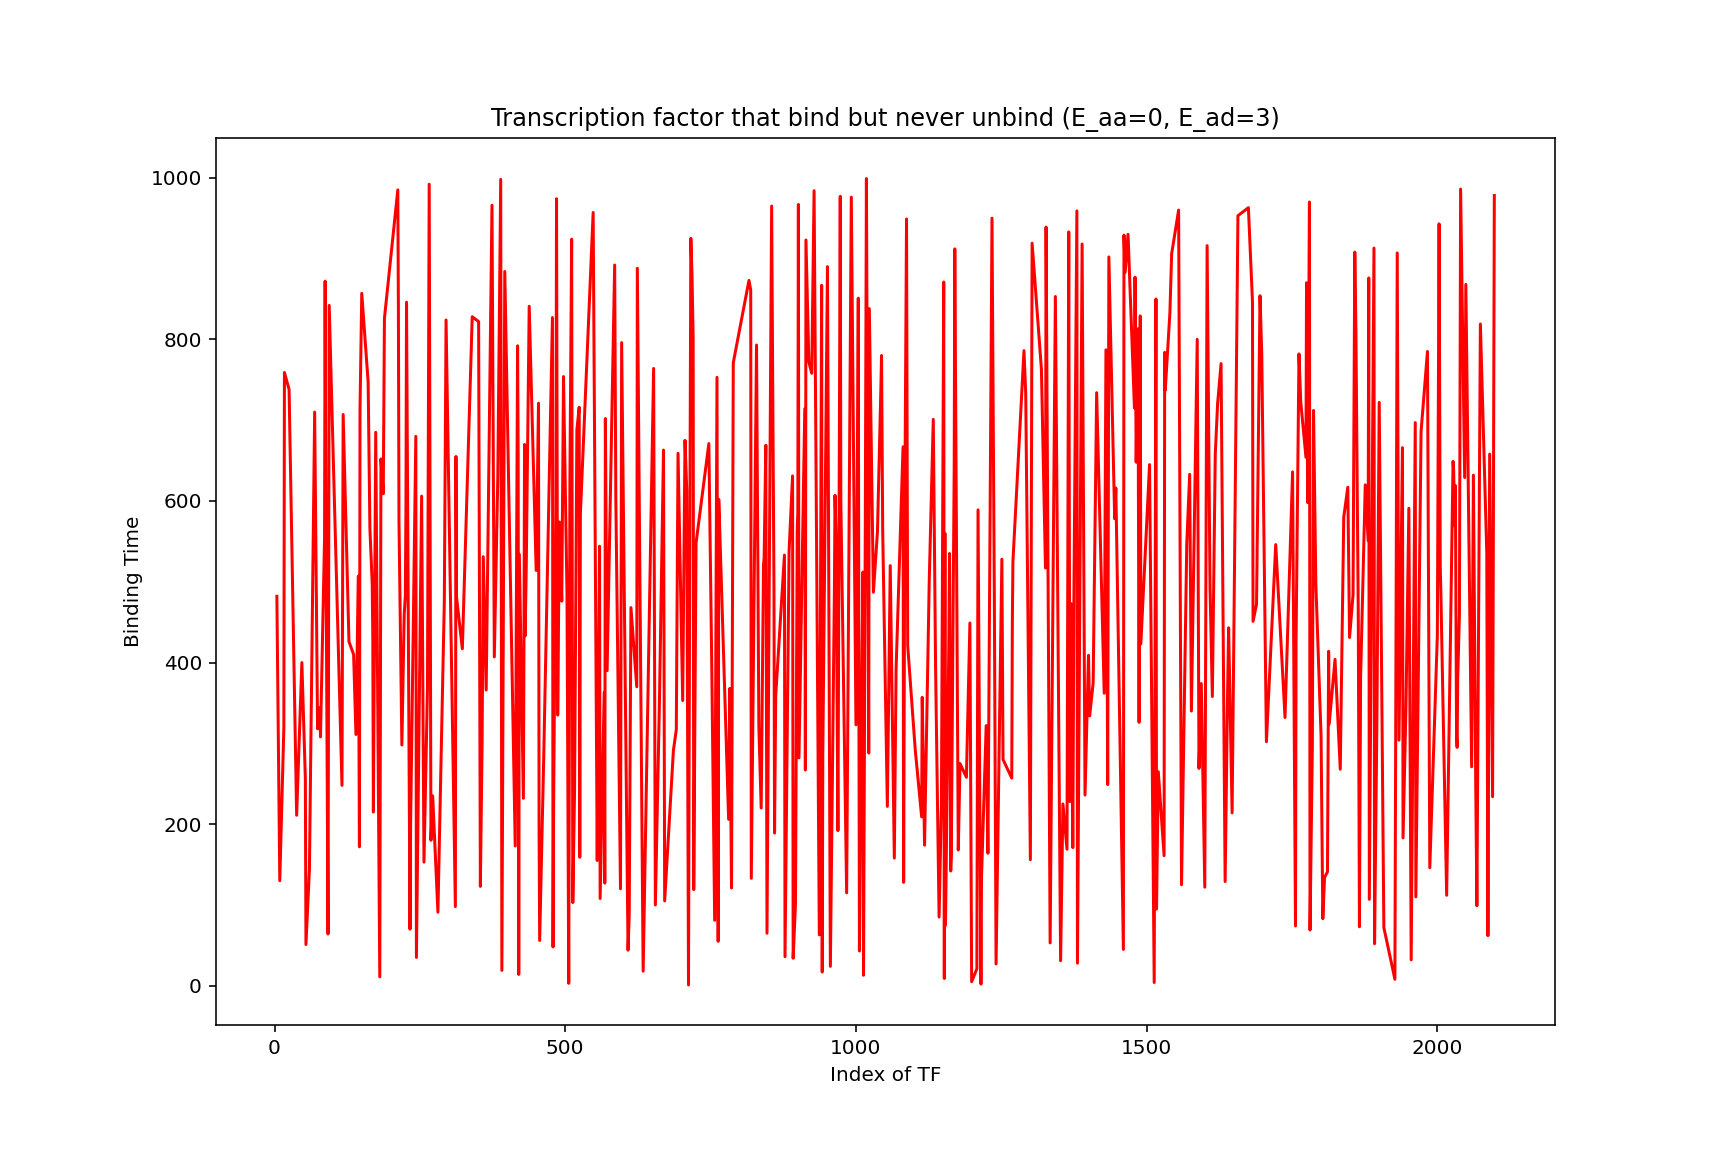 Transcription factor that bind but never unbind (E_aa=0, E_ad=3)
1000
800
600
400
200
0
Binding Time
0 500 1000 1500 2000
Index of TF